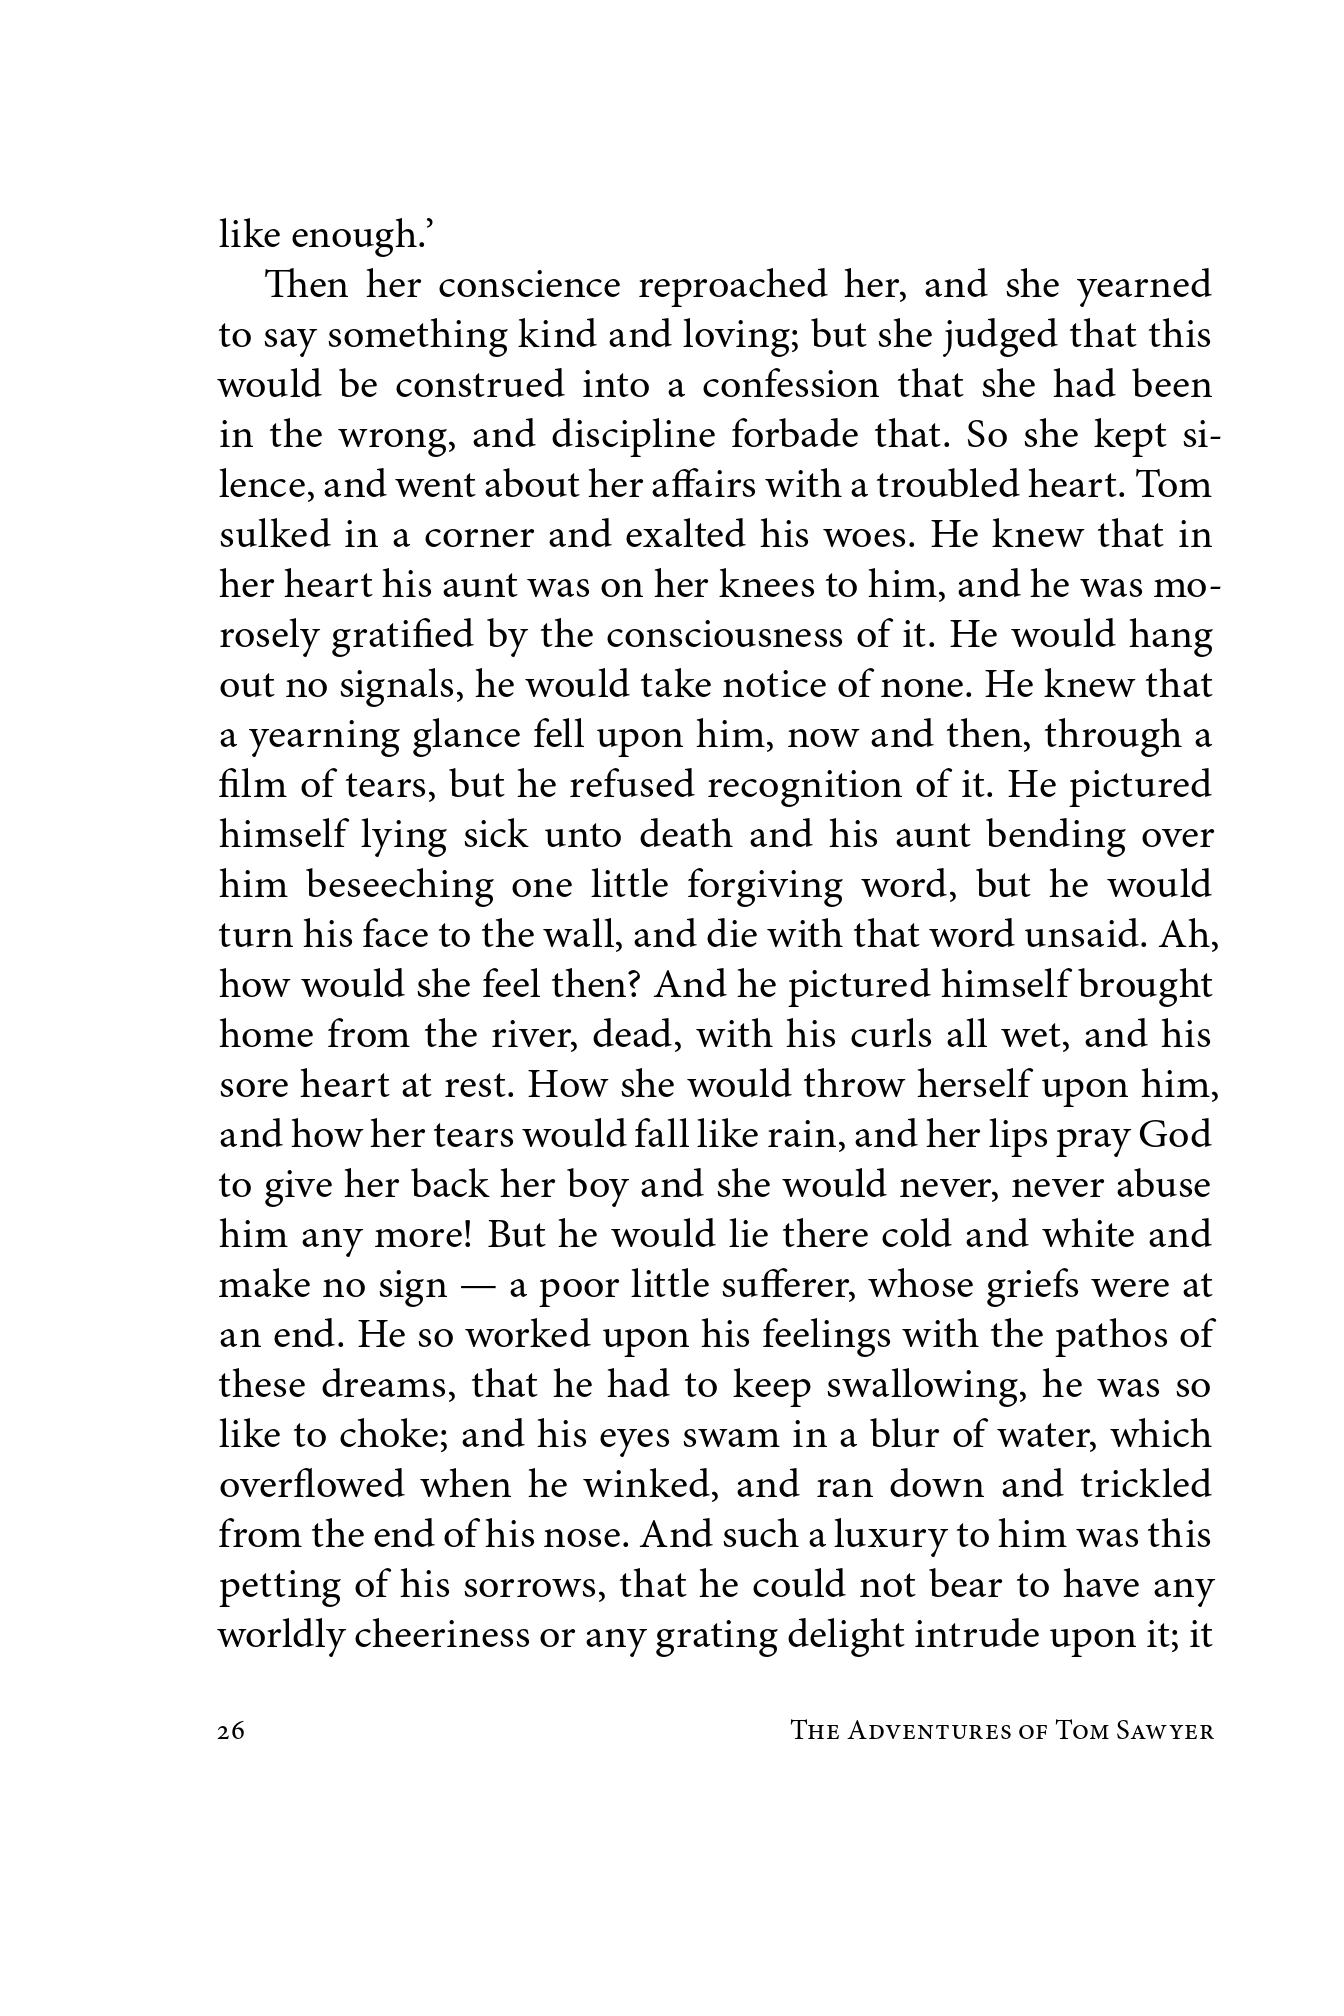 like enough.’
Then her conscience reproached her, and she yearned
to say something kind and loving; but she judged that this
would be construed into a confession that she had been
in the wrong, and discipline forbade that. So she kept si-
lence, and went about her affairs with a troubled heart. Tom
sulked in a corner and exalted his woes. He knew that in
her heart his aunt was on her knees to him, and he was mo-
rosely gratified by the consciousness of it. He would hang
out no signals, he would take notice of none. He knew that
a yearning glance fell upon him, now and then, through a
film of tears, but he refused recognition of it. He pictured
himself lying sick unto death and his aunt bending over
him beseeching one little forgiving word, but he would
turn his face to the wall, and die with that word unsaid. Ah,
how would she feel then? And he pictured himself brought
home from the river, dead, with his curls all wet, and his
sore heart at rest. How she would throw herself upon him,
and how her tears would fall like rain, and her lips pray God
to give her back her boy and she would never, never abuse
him any more! But he would lie there cold and white and
make no sign — a poor little sufferer, whose griefs were at
an end. He so worked upon his feelings with the pathos of
these dreams, that he had to keep swallowing, he was so
like to choke; and his eyes swam in a blur of water, which
overflowed when he winked, and ran down and trickled
from the end of his nose. And such a luxury to him was this
petting of his sorrows, that he could not bear to have any
worldly cheeriness or any grating delight intrude upon it; it
26 The Adventures of Tom Sawyer